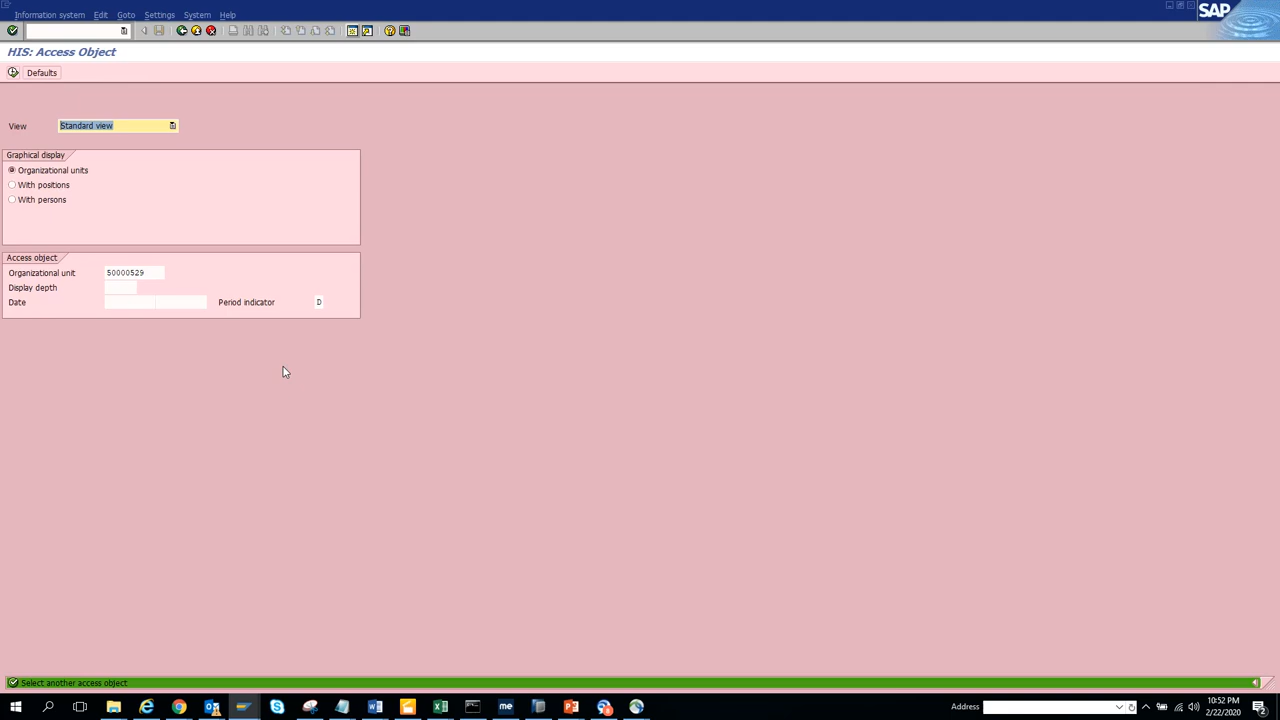 Information system Edit Goto Settings System Help
SAP
HIS: Access Object
Defaults
View Standard view
Graphical display
Organizational units
With positions
With persons
Access object
Organizational unit 50000529
Display depth
Date Period indicator D
Select another access object
Address 10:52 PM
2/22/2020